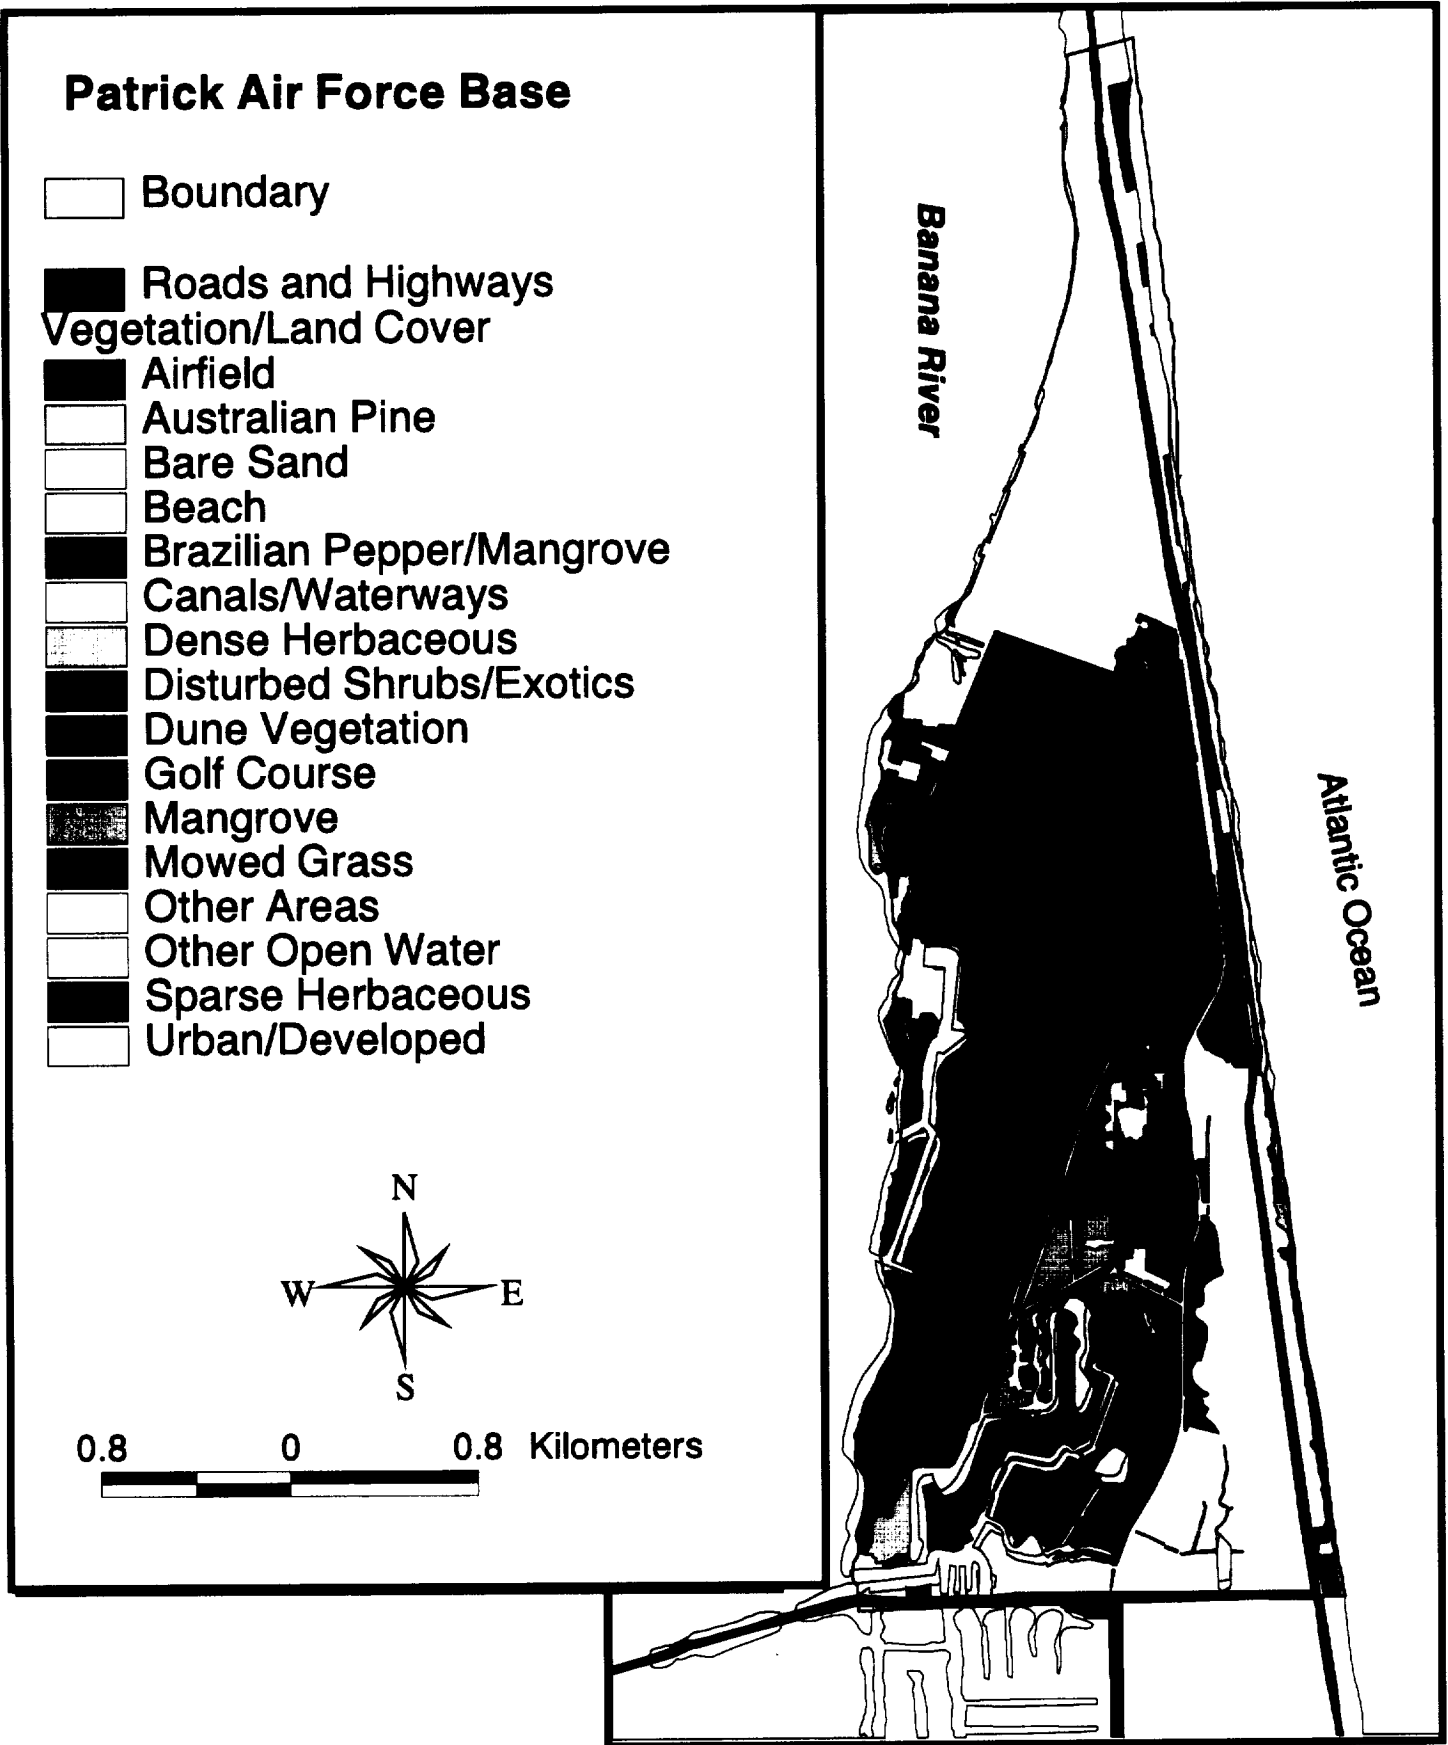 Patrick Air Force Base
Boundary
Roads and Highways
Vegetation/Land Cover
Airfield
Australian Pine
Bare Sand
Beach
Brazilian Pepper/Mangrove
Canals/Waterways
Dense Herbaceous
Disturbed Shrubs/Exotics
Dune Vegetation
Golf Course
Mangrove
Mowed Grass
Other Areas
Other Open Water
Sparse Herbaceous
Urban/Developed
N
W E
S
0.8 0 0.8 Kilometers
Banana River
Atlantic Ocean